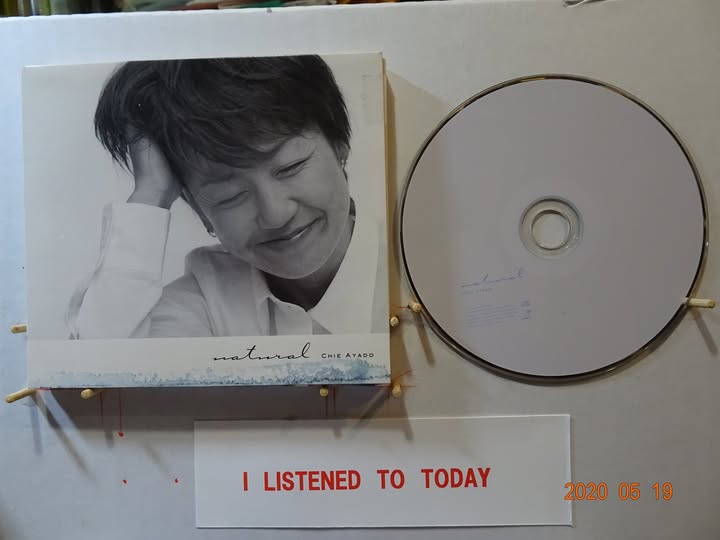 natural CHIE AYADO
natural
I LISTENED TO TODAY
2020 05 19